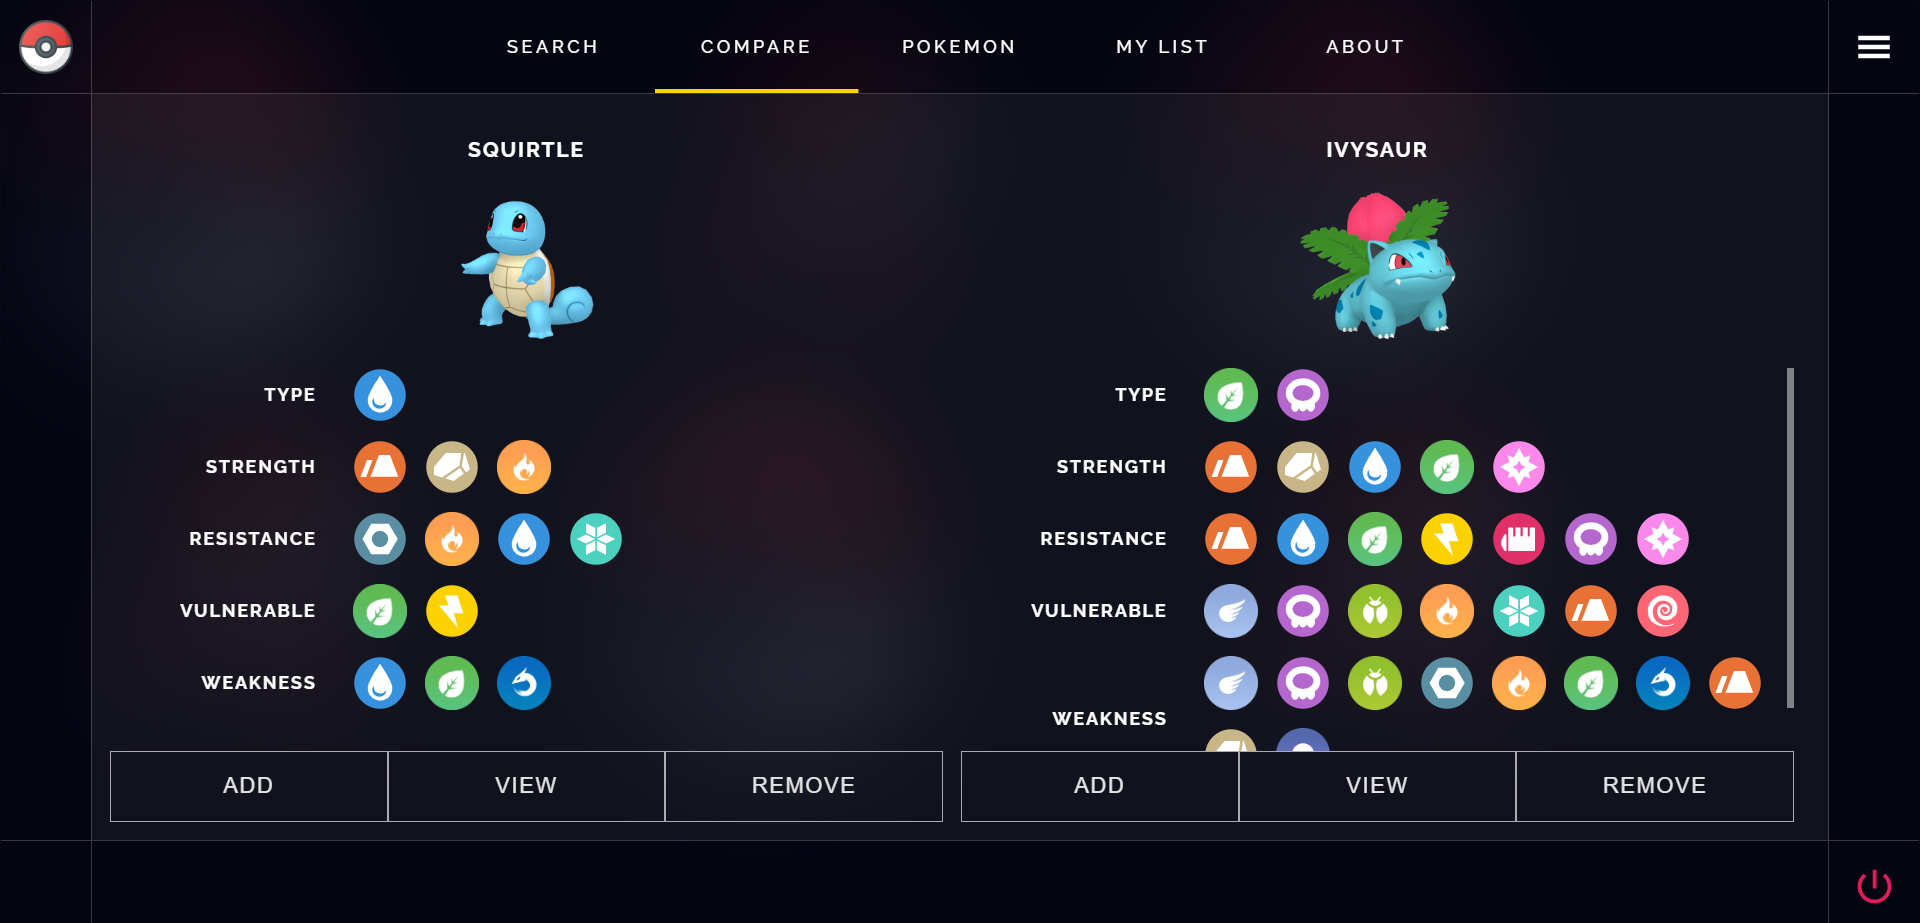 SEARCH
COMPARE
POKEMON
MY LIST
ABOUT
SQUIRTLE
TYPE
STRENGTH
RESISTANCE
VULNERABLE
WEAKNESS
ADD
VIEW
REMOVE
IVYSAUR
TYPE
STRENGTH
RESISTANCE
VULNERABLE
WEAKNESS
ADD
VIEW
REMOVE